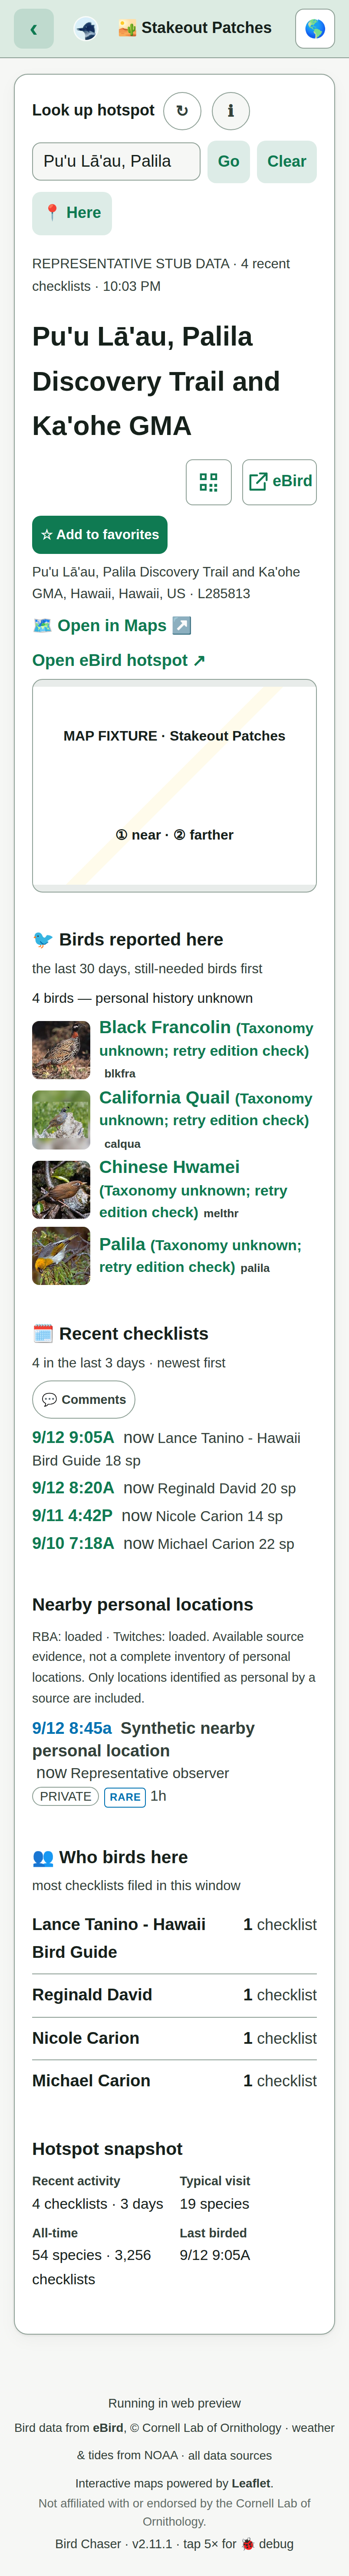 ‹ 🏜️ Stakeout Patches 🌎
Look up hotspot ↻ ℹ
Pu'u Lā'au, Palila Go Clear
📍 Here
REPRESENTATIVE STUB DATA · 4 recent
checklists · 10:03 PM
Pu'u Lā'au, Palila
Discovery Trail and
Ka'ohe GMA
eBird
☆ Add to favorites
Pu'u Lā'au, Palila Discovery Trail and Ka'ohe
GMA, Hawaii, Hawaii, US · L285813
🗺️ Open in Maps ↗️
Open eBird hotspot ↗
MAP FIXTURE · Stakeout Patches
① near · ② farther
🐦 Birds reported here
the last 30 days, still-needed birds first
4 birds — personal history unknown
Black Francolin (Taxonomy
unknown; retry edition check)
blkfra
California Quail (Taxonomy
unknown; retry edition check)
calqua
Chinese Hwamei
(Taxonomy unknown; retry
edition check) melthr
Palila (Taxonomy unknown;
retry edition check) palila
🗓️ Recent checklists
4 in the last 3 days · newest first
💬 Comments
9/12 9:05A now Lance Tanino - Hawaii
Bird Guide 18 sp
9/12 8:20A now Reginald David 20 sp
9/11 4:42P now Nicole Carion 14 sp
9/10 7:18A now Michael Carion 22 sp
Nearby personal locations
RBA: loaded · Twitches: loaded. Available source
evidence, not a complete inventory of personal
locations. Only locations identified as personal by a
source are included.
9/12 8:45a Synthetic nearby
personal location
now Representative observer
PRIVATE RARE 1h
👥 Who birds here
most checklists filed in this window
Lance Tanino - Hawaii 1 checklist
Bird Guide
Reginald David 1 checklist
Nicole Carion 1 checklist
Michael Carion 1 checklist
Hotspot snapshot
Recent activity Typical visit
4 checklists · 3 days 19 species
All-time Last birded
54 species · 3,256 9/12 9:05A
checklists
Running in web preview
Bird data from eBird, © Cornell Lab of Ornithology · weather
& tides from NOAA · all data sources
Interactive maps powered by Leaflet.
Not affiliated with or endorsed by the Cornell Lab of
Ornithology.
Bird Chaser · v2.11.1 · tap 5× for 🐞 debug